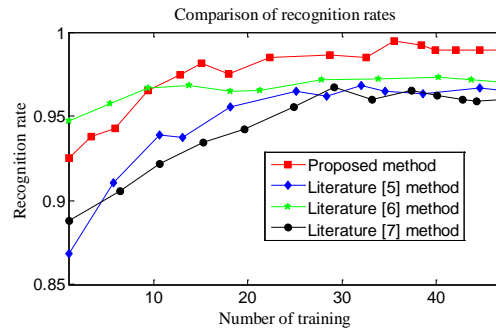 Comparison of recognition rates
1
0.95
0.9
0.85
Recognition rate
Proposed method
Literature [5] method
Literature [6] method
Literature [7] method
10 20 30 40
Number of training